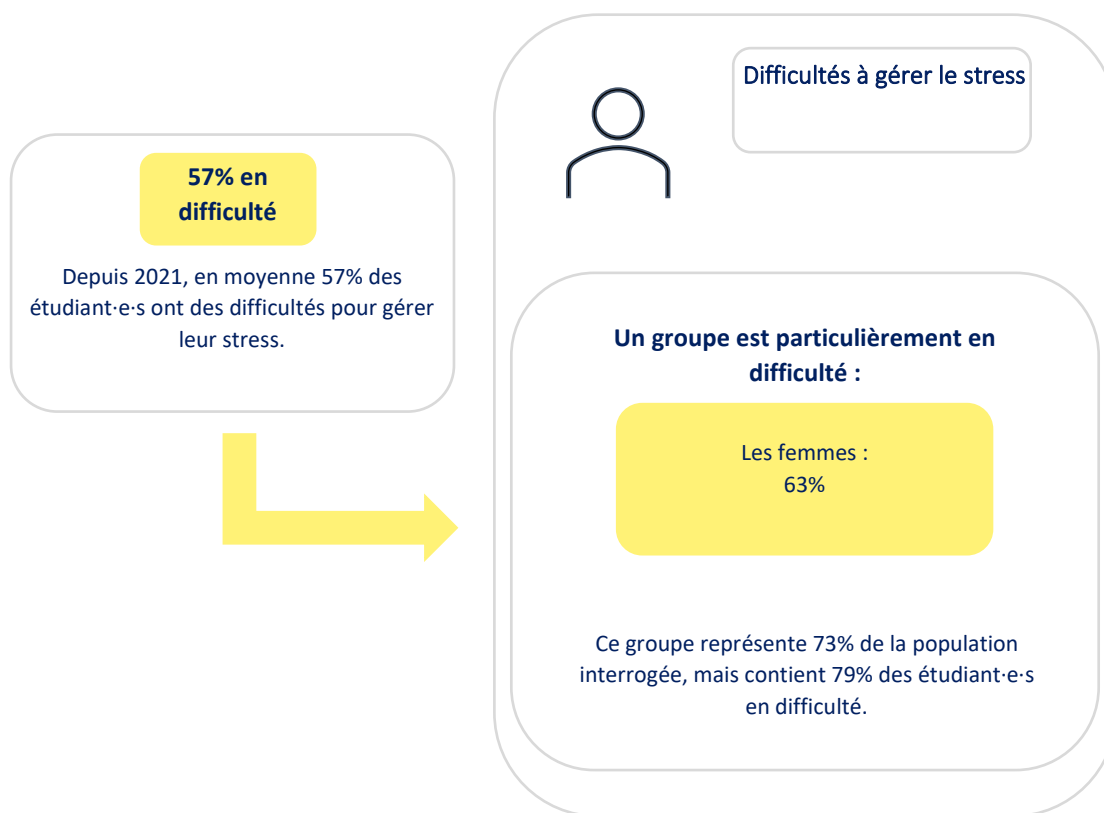 Difficultés à gérer le stress
57% en
difficulté
Depuis 2021, en moyenne 57% des
étudiant·e·s ont des difficultés pour gérer
leur stress.
Un groupe est particulièrement en
difficulté :
Les femmes :
63%
Ce groupe représente 73% de la population
interrogée, mais contient 79% des étudiant·e·s
en difficulté.